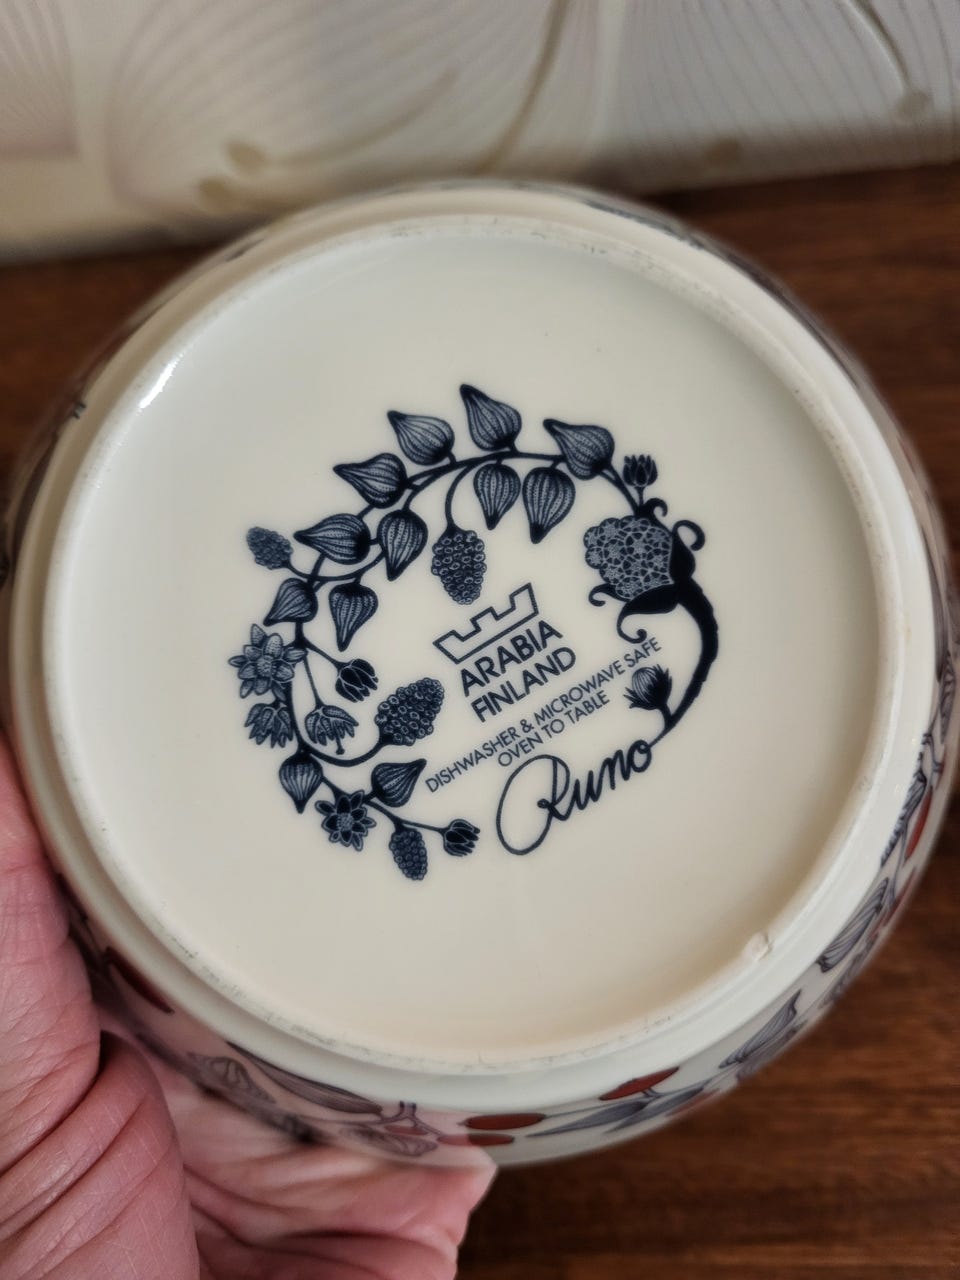 ARABIA
FINLAND
DISHWASHER & MICROWAVE SAFE
OVEN TO TABLE
Runo